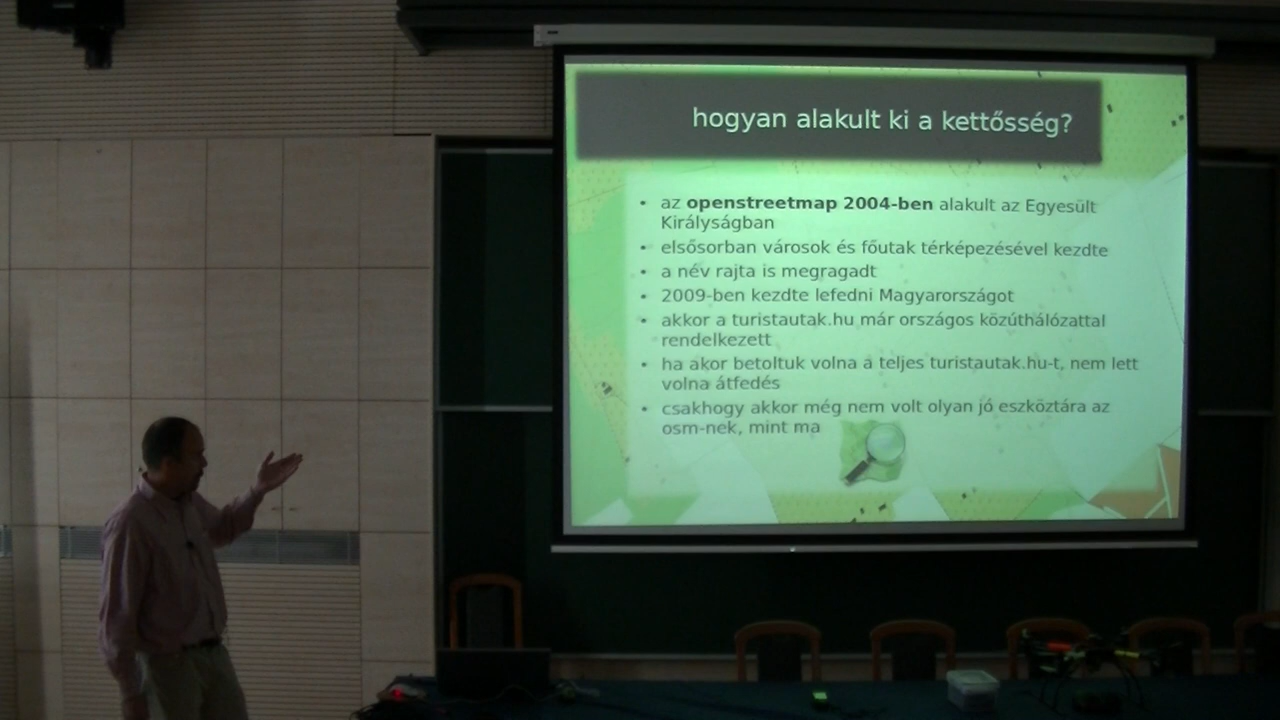 hogyan alakult ki a kettősség?
• az openstreetmap 2004-ben alakult az Egyesült
Királyságban
• elsősorban városok és főutak térképezésével kezdte
• a név rajta is megragadt
• 2009-ben kezdte lefedni Magyarországot
• akkor a turistautak.hu már országos közúthálózattal
rendelkezett
• ha akor betoltuk volna a teljes turistautak.hu-t, nem lett
volna átfedés
• csakhogy akkor még nem volt olyan jó eszköztára az
osm-nek, mint ma